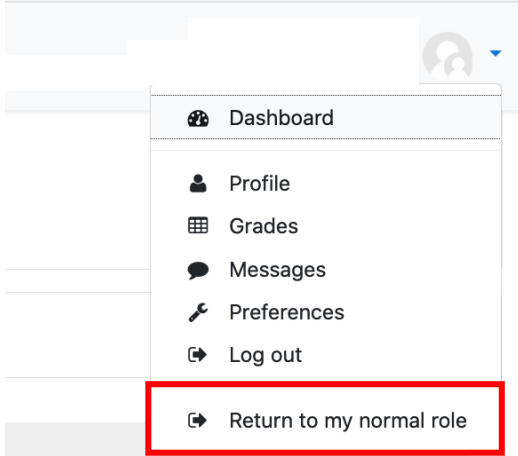 Dashboard
Profile
Grades
Messages
Preferences
Log out
Return to my normal role